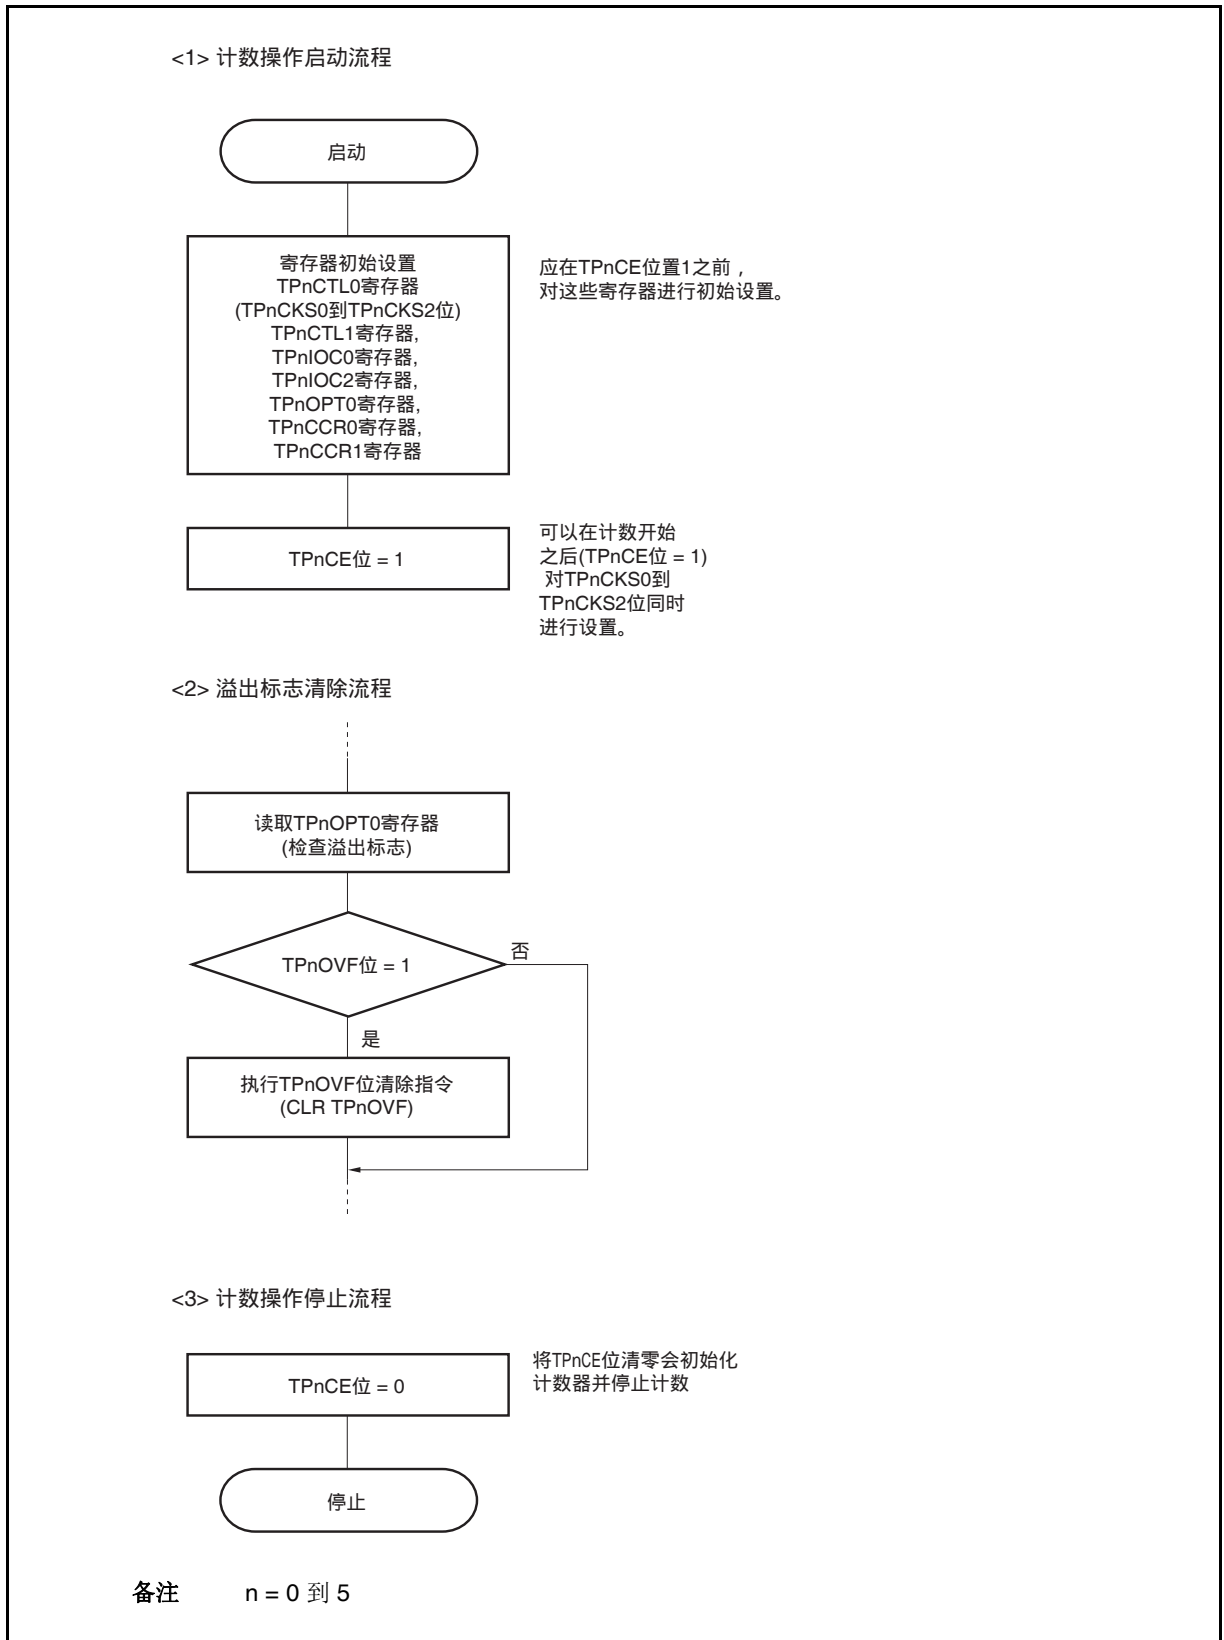 <1> 计数操作启动流程
启动
寄存器初始设置
TPnCTL0寄存器
(TPnCKS0到TPnCKS2位)
TPnCTL1寄存器,
TPnIOC0寄存器,
TPnIOC2寄存器,
TPnOPT0寄存器,
TPnCCR0寄存器,
TPnCCR1寄存器
应在TPnCE位置1之前，
对这些寄存器进行初始设置。
TPnCE位 = 1
可以在计数开始
之后(TPnCE位 = 1)
对TPnCKS0到
TPnCKS2位同时
进行设置。
<2> 溢出标志清除流程
读取TPnOPT0寄存器
(检查溢出标志)
TPnOVF位 = 1
否
是
执行TPnOVF位清除指令
(CLR TPnOVF)
<3> 计数操作停止流程
TPnCE位 = 0
将TPnCE位清零会初始化
计数器并停止计数
停止
备注 n = 0 到 5